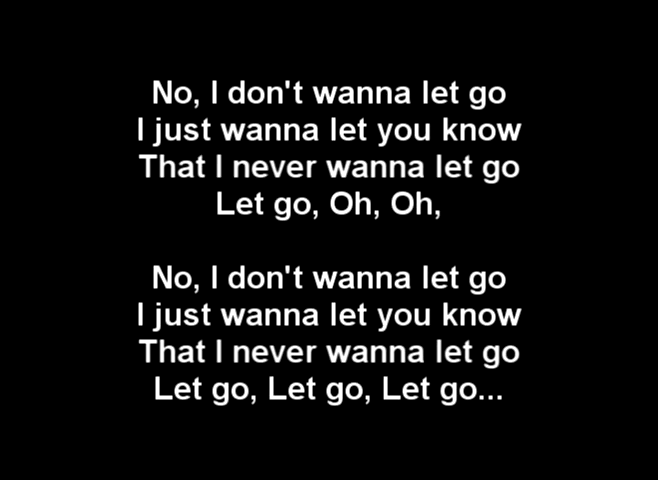 No, I don't wanna let go
I just wanna let you know
That I never wanna let go
Let go, Oh, Oh,
No, I don't wanna let go
I just wanna let you know
That I never wanna let go
Let go, Let go, Let go...